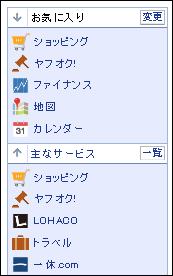 お気に入り 変更
ショッピング
ヤフオク!
ファイナンス
地図
31 カレンダー
主なサービス 一覧
ショッピング
ヤフオク!
L LOHACO
トラベル
一休.com